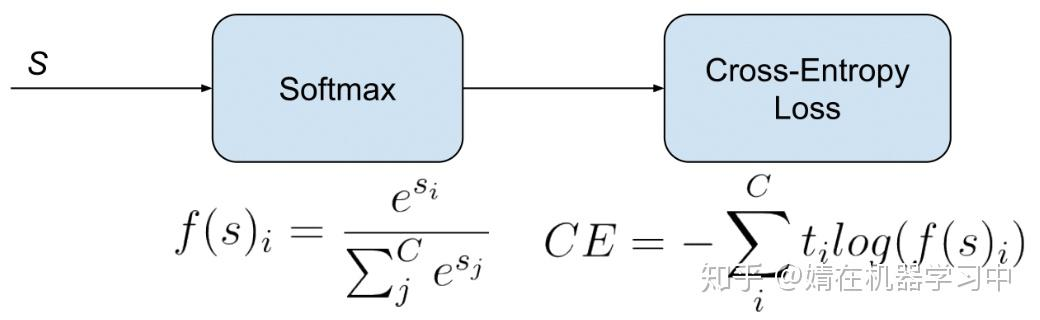 S
Softmax
Cross-Entropy
Loss
f(s)_i = \frac{e^{s_i}}{\sum_j^C e^{s_j}}
CE = -\sum_i^C t_i log(f(s)_i)
知乎 @婧在机器学习中